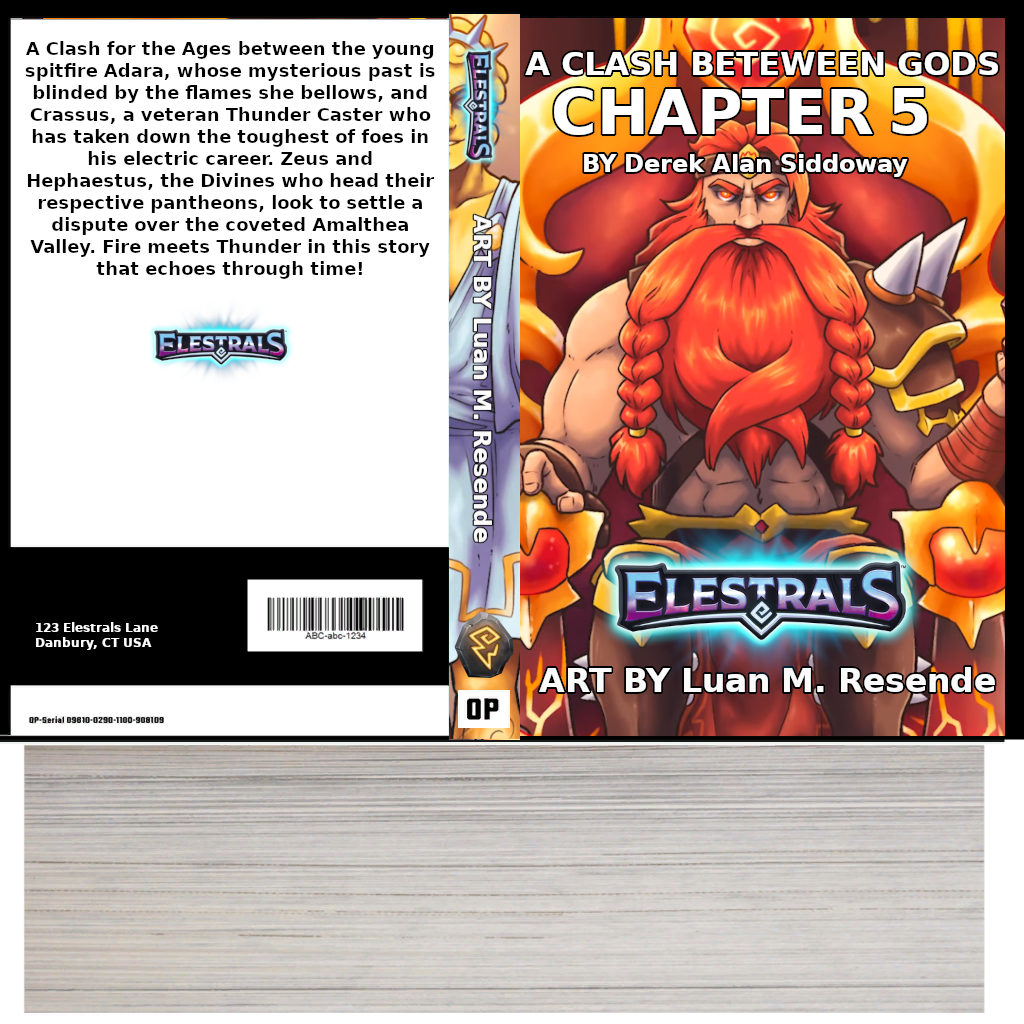 A Clash for the Ages between the young
spitfire Adara, whose mysterious past is
blinded by the flames she bellows, and
Crassus, a veteran Thunder Caster who
has taken down the toughest of foes in
his electric career. Zeus and
Hephaestus, the Divines who head their
respective pantheons, look to settle a
dispute over the coveted Amalthea
Valley. Fire meets Thunder in this story
that echoes through time!
ELESTRALS
123 Elestrals Lane
Danbury, CT USA
ABC-abc-1234
OP-Serial 09810-0290-1100-908109
ELESTRALS
ART BY Luan M. Resende
OP
A CLASH BETEWEEN GODS
CHAPTER 5
BY Derek Alan Siddoway
ELESTRALS™
ART BY Luan M. Resende